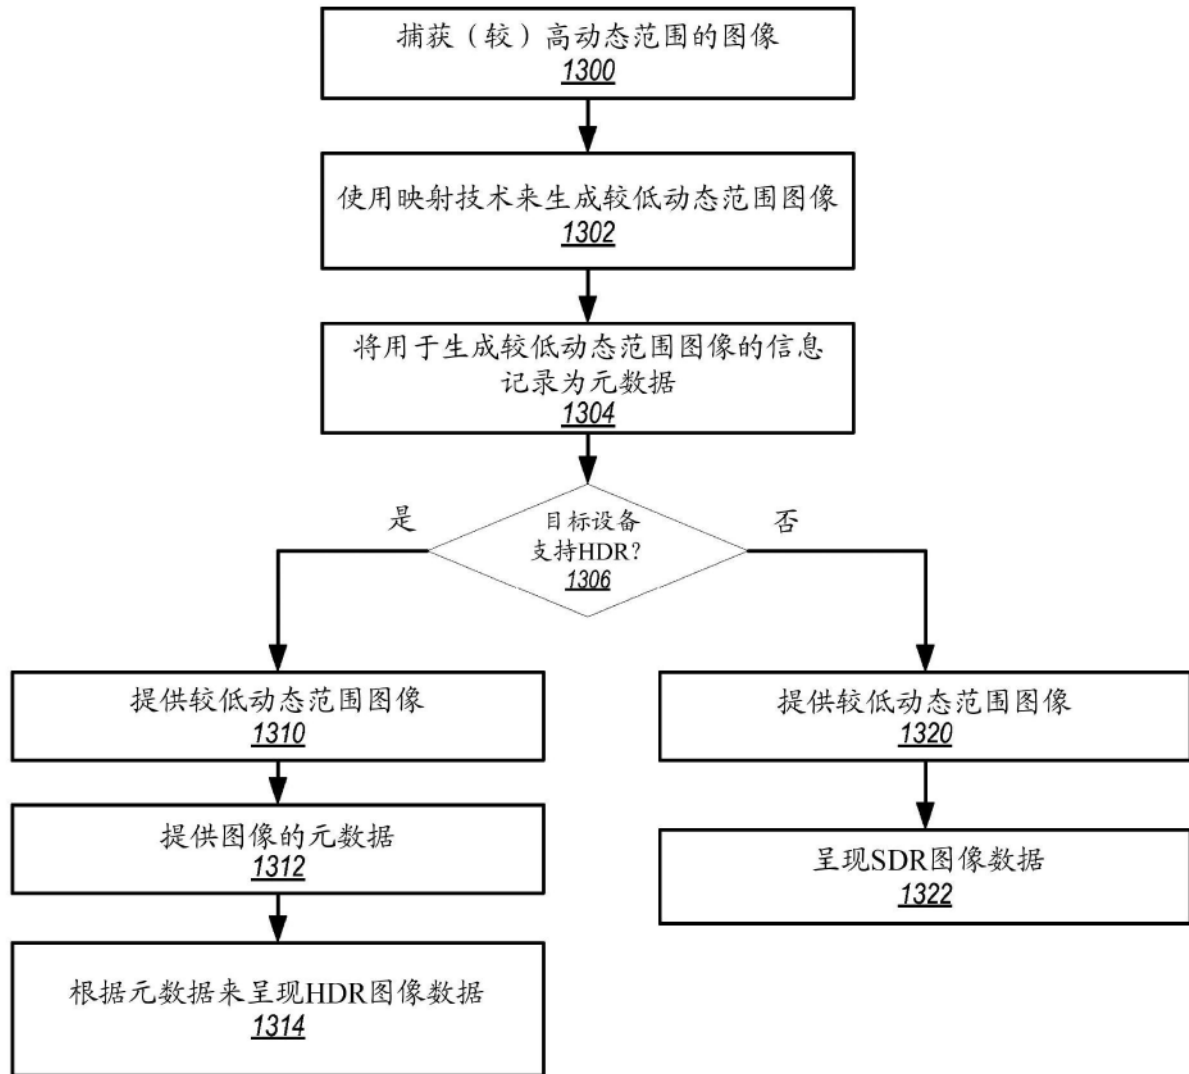 捕获（较）高动态范围的图像
1300
使用映射技术来生成较低动态范围图像
1302
将用于生成较低动态范围图像的信息
记录为元数据
1304
目标设备
支持HDR?
1306
是
否
提供较低动态范围图像
1310
提供图像的元数据
1312
根据元数据来呈现HDR图像数据
1314
提供较低动态范围图像
1320
呈现SDR图像数据
1322